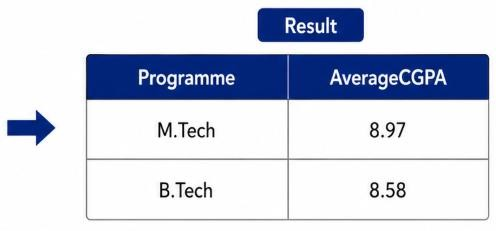 Result
Programme AverageCGPA
M.Tech 8.97
B.Tech 8.58